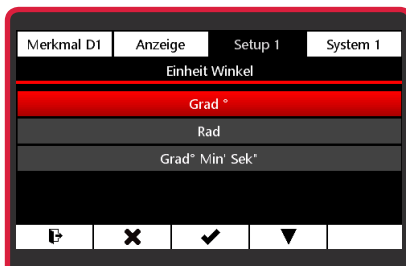 Merkmal D1 Anzeige Setup 1 System 1
Einheit Winkel
Grad °
Rad
Grad° Min' Sek"